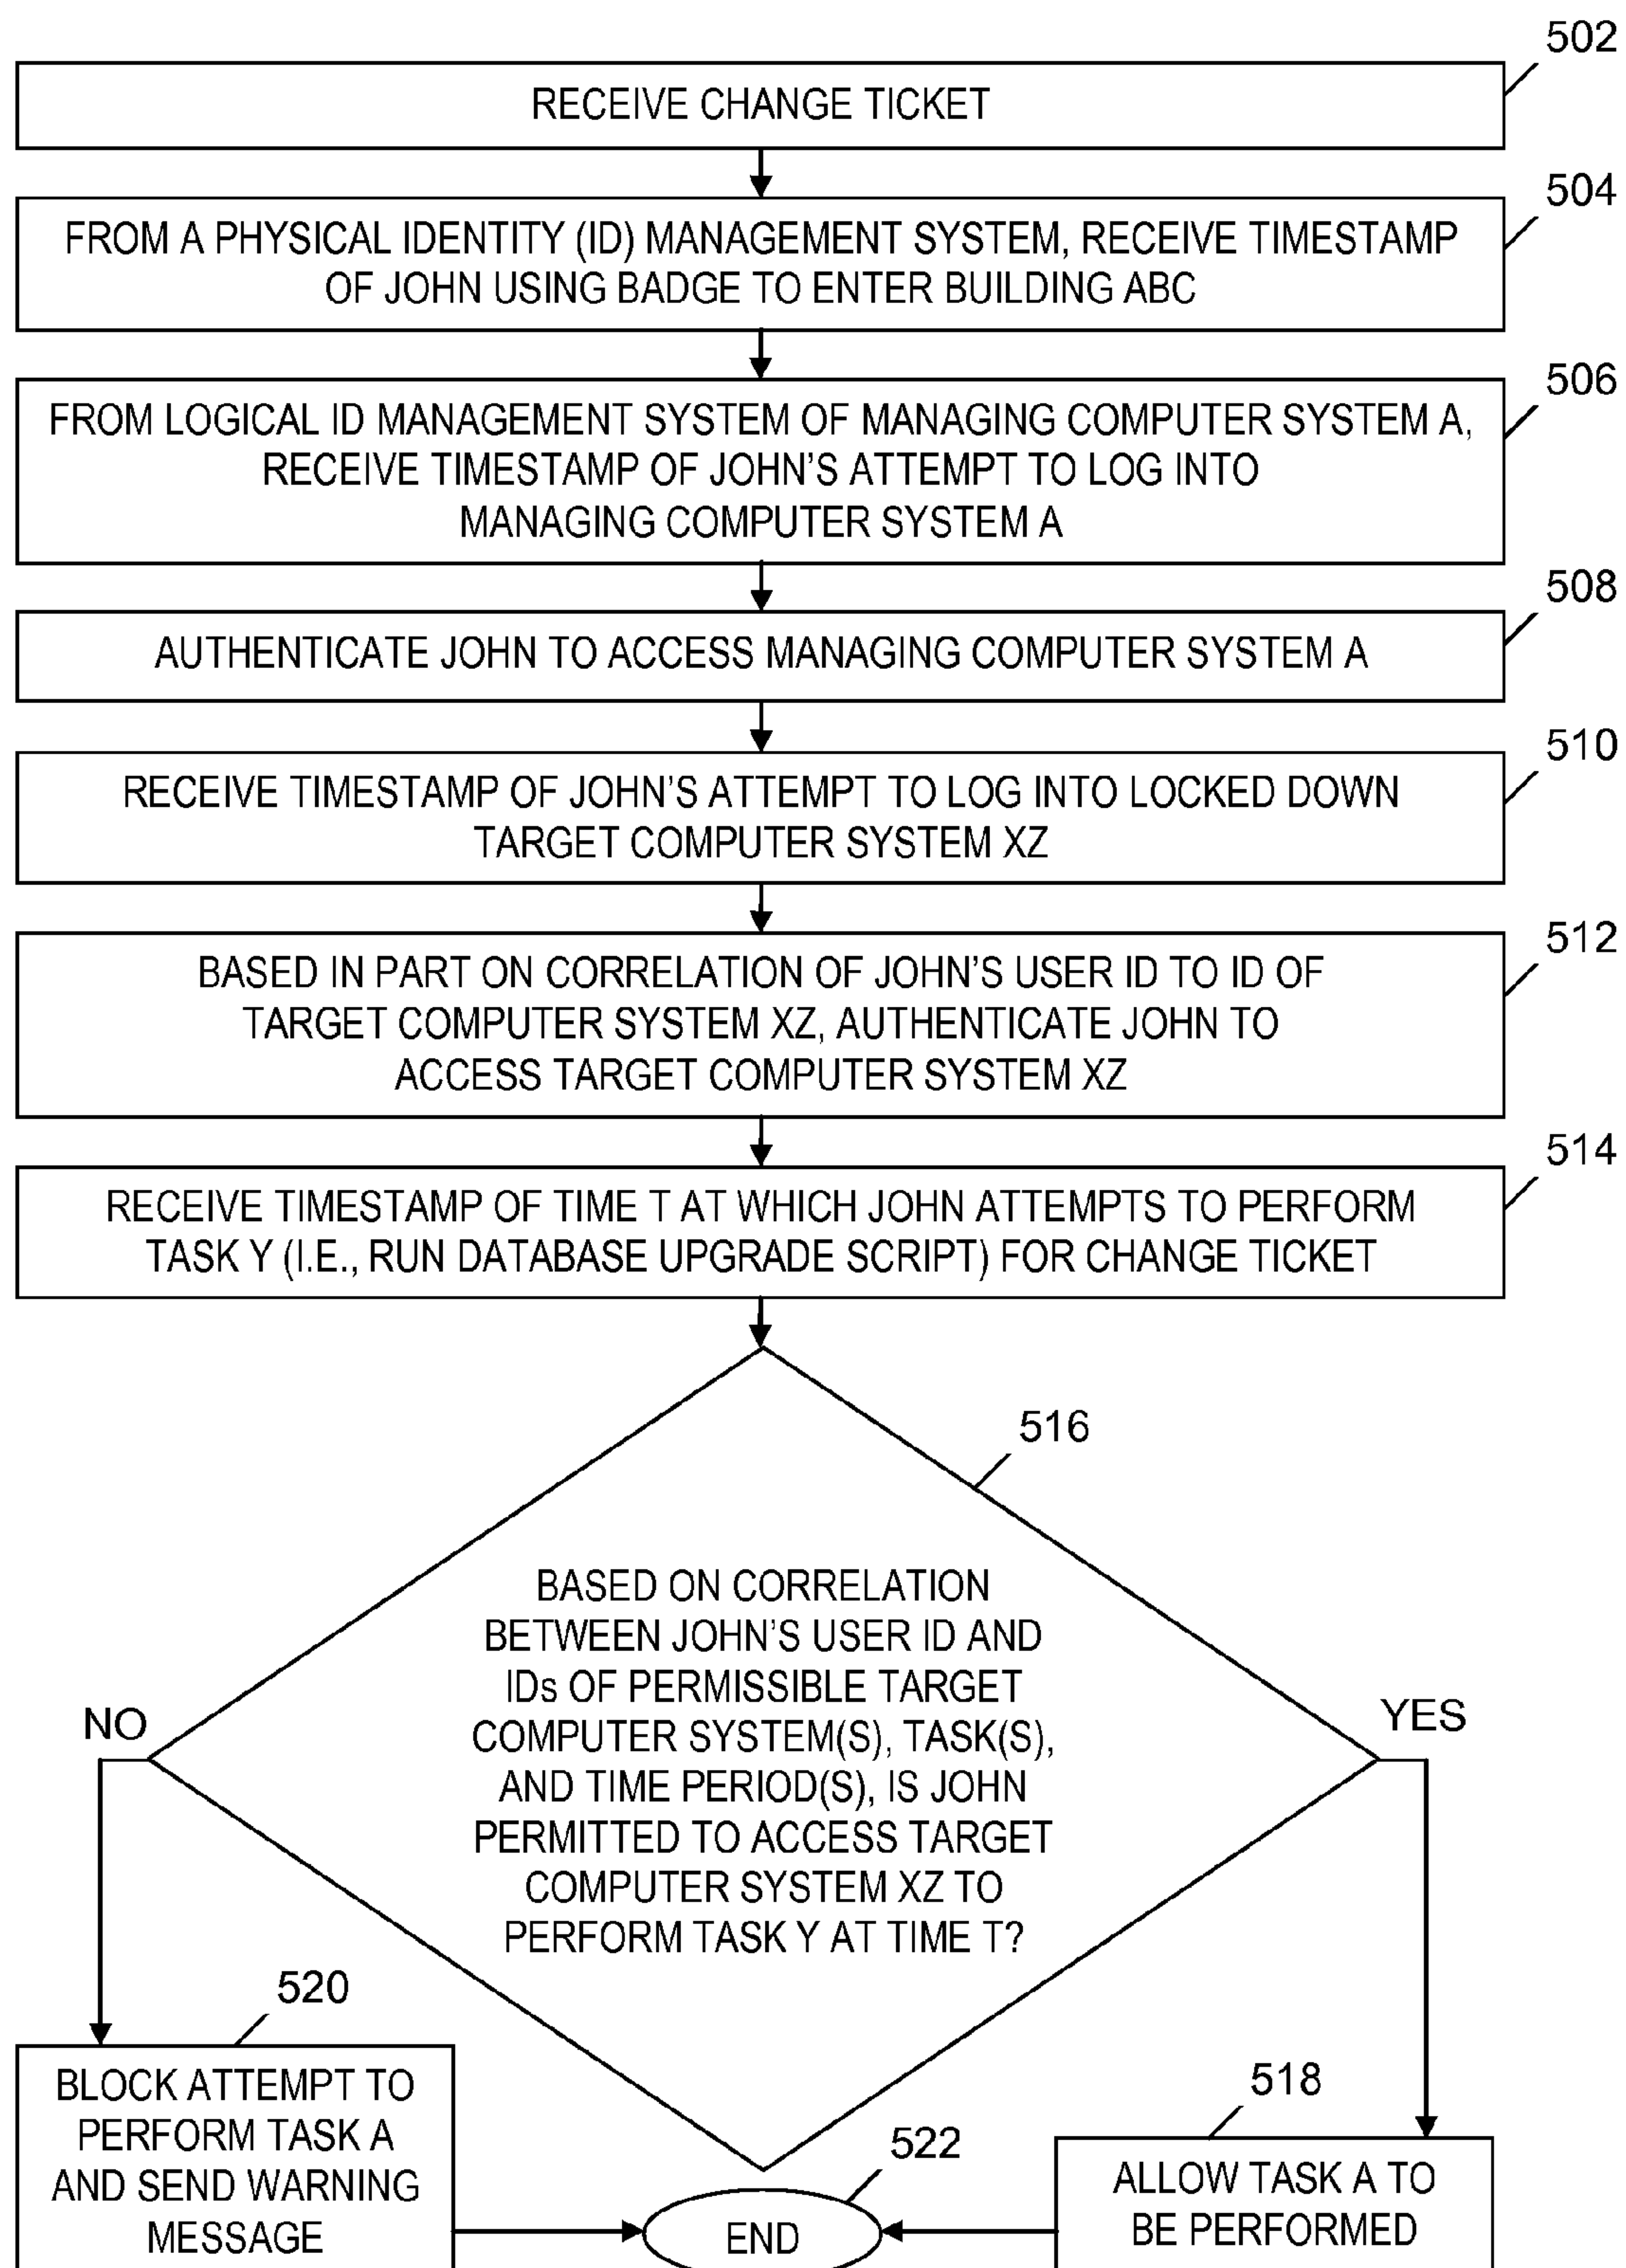 502
RECEIVE CHANGE TICKET
504
FROM A PHYSICAL IDENTITY (ID) MANAGEMENT SYSTEM, RECEIVE TIMESTAMP
OF JOHN USING BADGE TO ENTER BUILDING ABC
506
FROM LOGICAL ID MANAGEMENT SYSTEM OF MANAGING COMPUTER SYSTEM A,
RECEIVE TIMESTAMP OF JOHN'S ATTEMPT TO LOG INTO
MANAGING COMPUTER SYSTEM A
508
AUTHENTICATE JOHN TO ACCESS MANAGING COMPUTER SYSTEM A
510
RECEIVE TIMESTAMP OF JOHN'S ATTEMPT TO LOG INTO LOCKED DOWN
TARGET COMPUTER SYSTEM XZ
512
BASED IN PART ON CORRELATION OF JOHN'S USER ID TO ID OF
TARGET COMPUTER SYSTEM XZ, AUTHENTICATE JOHN TO
ACCESS TARGET COMPUTER SYSTEM XZ
514
RECEIVE TIMESTAMP OF TIME T AT WHICH JOHN ATTEMPTS TO PERFORM
TASK Y (I.E., RUN DATABASE UPGRADE SCRIPT) FOR CHANGE TICKET
516
BASED ON CORRELATION
BETWEEN JOHN'S USER ID AND
IDs OF PERMISSIBLE TARGET
COMPUTER SYSTEM(S), TASK(S),
AND TIME PERIOD(S), IS JOHN
PERMITTED TO ACCESS TARGET
COMPUTER SYSTEM XZ TO
PERFORM TASK Y AT TIME T?
NO
YES
520
BLOCK ATTEMPT TO
PERFORM TASK A
AND SEND WARNING
MESSAGE
518
ALLOW TASK A TO
BE PERFORMED
522
END